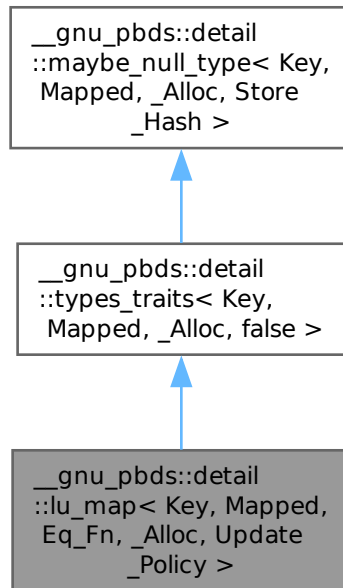 __gnu_pbds::detail
::maybe_null_type< Key,
Mapped, _Alloc, Store
_Hash >
__gnu_pbds::detail
::types_traits< Key,
Mapped, _Alloc, false >
__gnu_pbds::detail
::lu_map< Key, Mapped,
Eq_Fn, _Alloc, Update
_Policy >